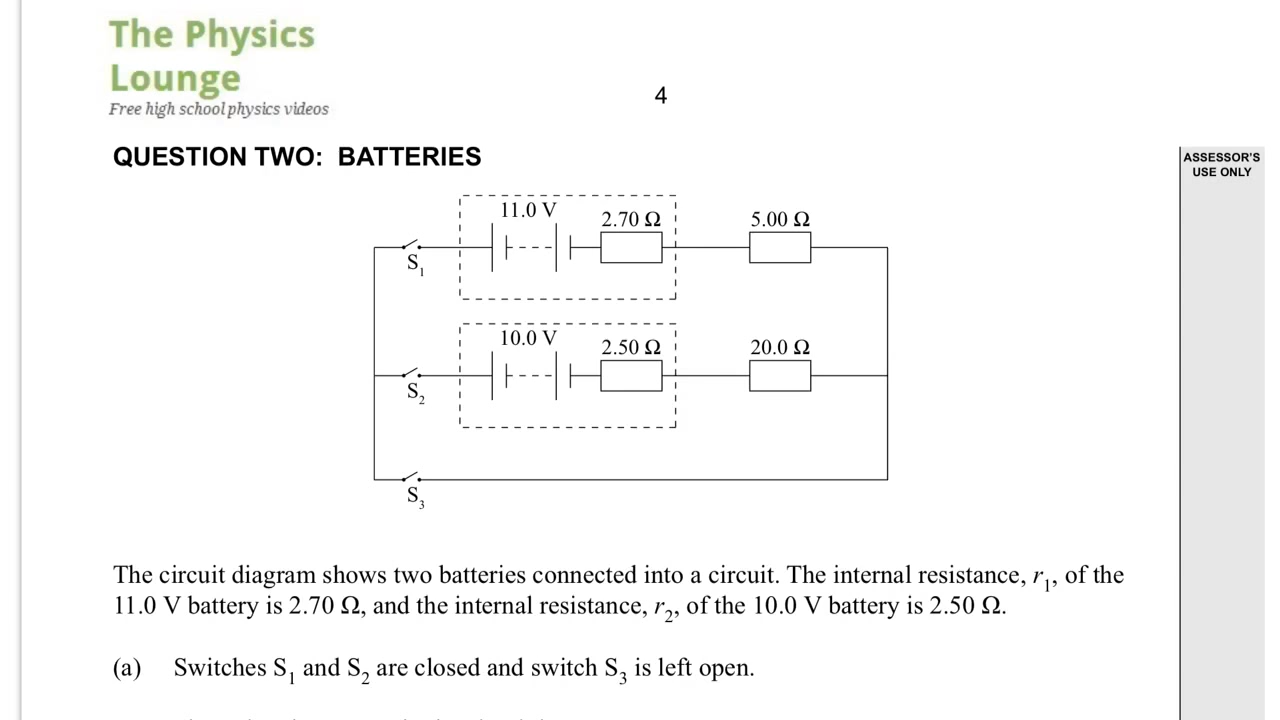 The Physics
Lounge
Free high school physics videos
4
QUESTION TWO: BATTERIES
ASSESSOR'S
USE ONLY
11.0 V
2.70 Ω
5.00 Ω
S₁
10.0 V
2.50 Ω
20.0 Ω
S₂
S₃
The circuit diagram shows two batteries connected into a circuit. The internal resistance, r₁, of the
11.0 V battery is 2.70 Ω, and the internal resistance, r₂, of the 10.0 V battery is 2.50 Ω.
(a) Switches S₁ and S₂ are closed and switch S₃ is left open.